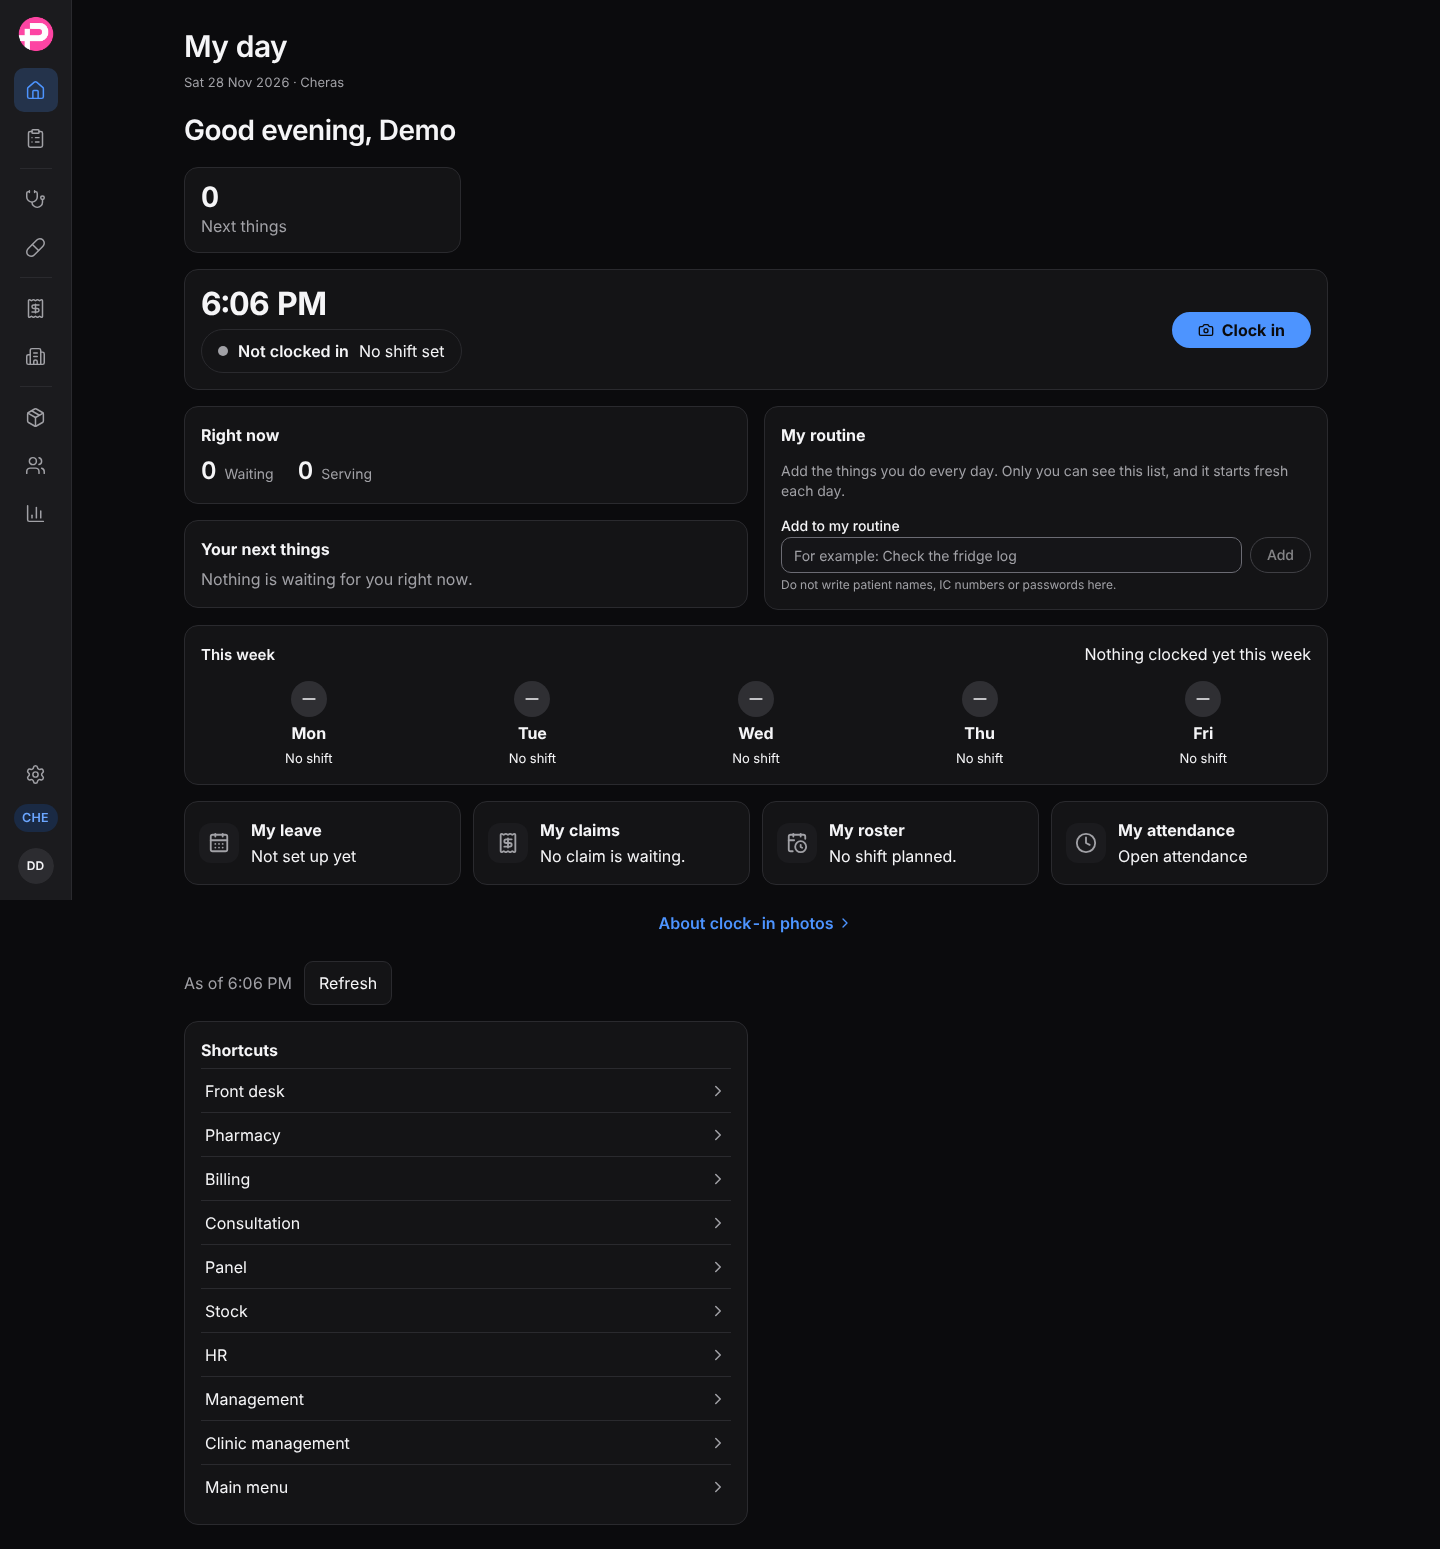 My day
Sat 28 Nov 2026 · Cheras
Good evening, Demo
0
Next things
6:06 PM
Not clocked in No shift set
Clock in
Right now
0 Waiting 0 Serving
Your next things
Nothing is waiting for you right now.
My routine
Add the things you do every day. Only you can see this list, and it starts fresh
each day.
Add to my routine
For example: Check the fridge log
Add
Do not write patient names, IC numbers or passwords here.
This week
Nothing clocked yet this week
Mon
No shift
Tue
No shift
Wed
No shift
Thu
No shift
Fri
No shift
My leave
Not set up yet
My claims
No claim is waiting.
My roster
No shift planned.
My attendance
Open attendance
CHE
DD
About clock-in photos
As of 6:06 PM
Refresh
Shortcuts
Front desk
Pharmacy
Billing
Consultation
Panel
Stock
HR
Management
Clinic management
Main menu